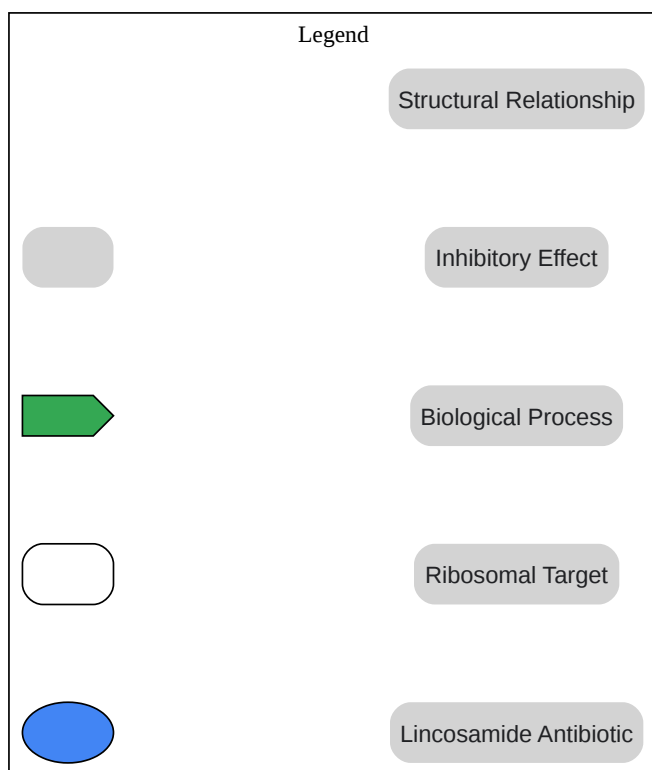 Legend
Structural Relationship
Inhibitory Effect
Biological Process
Ribosomal Target
Lincosamide Antibiotic